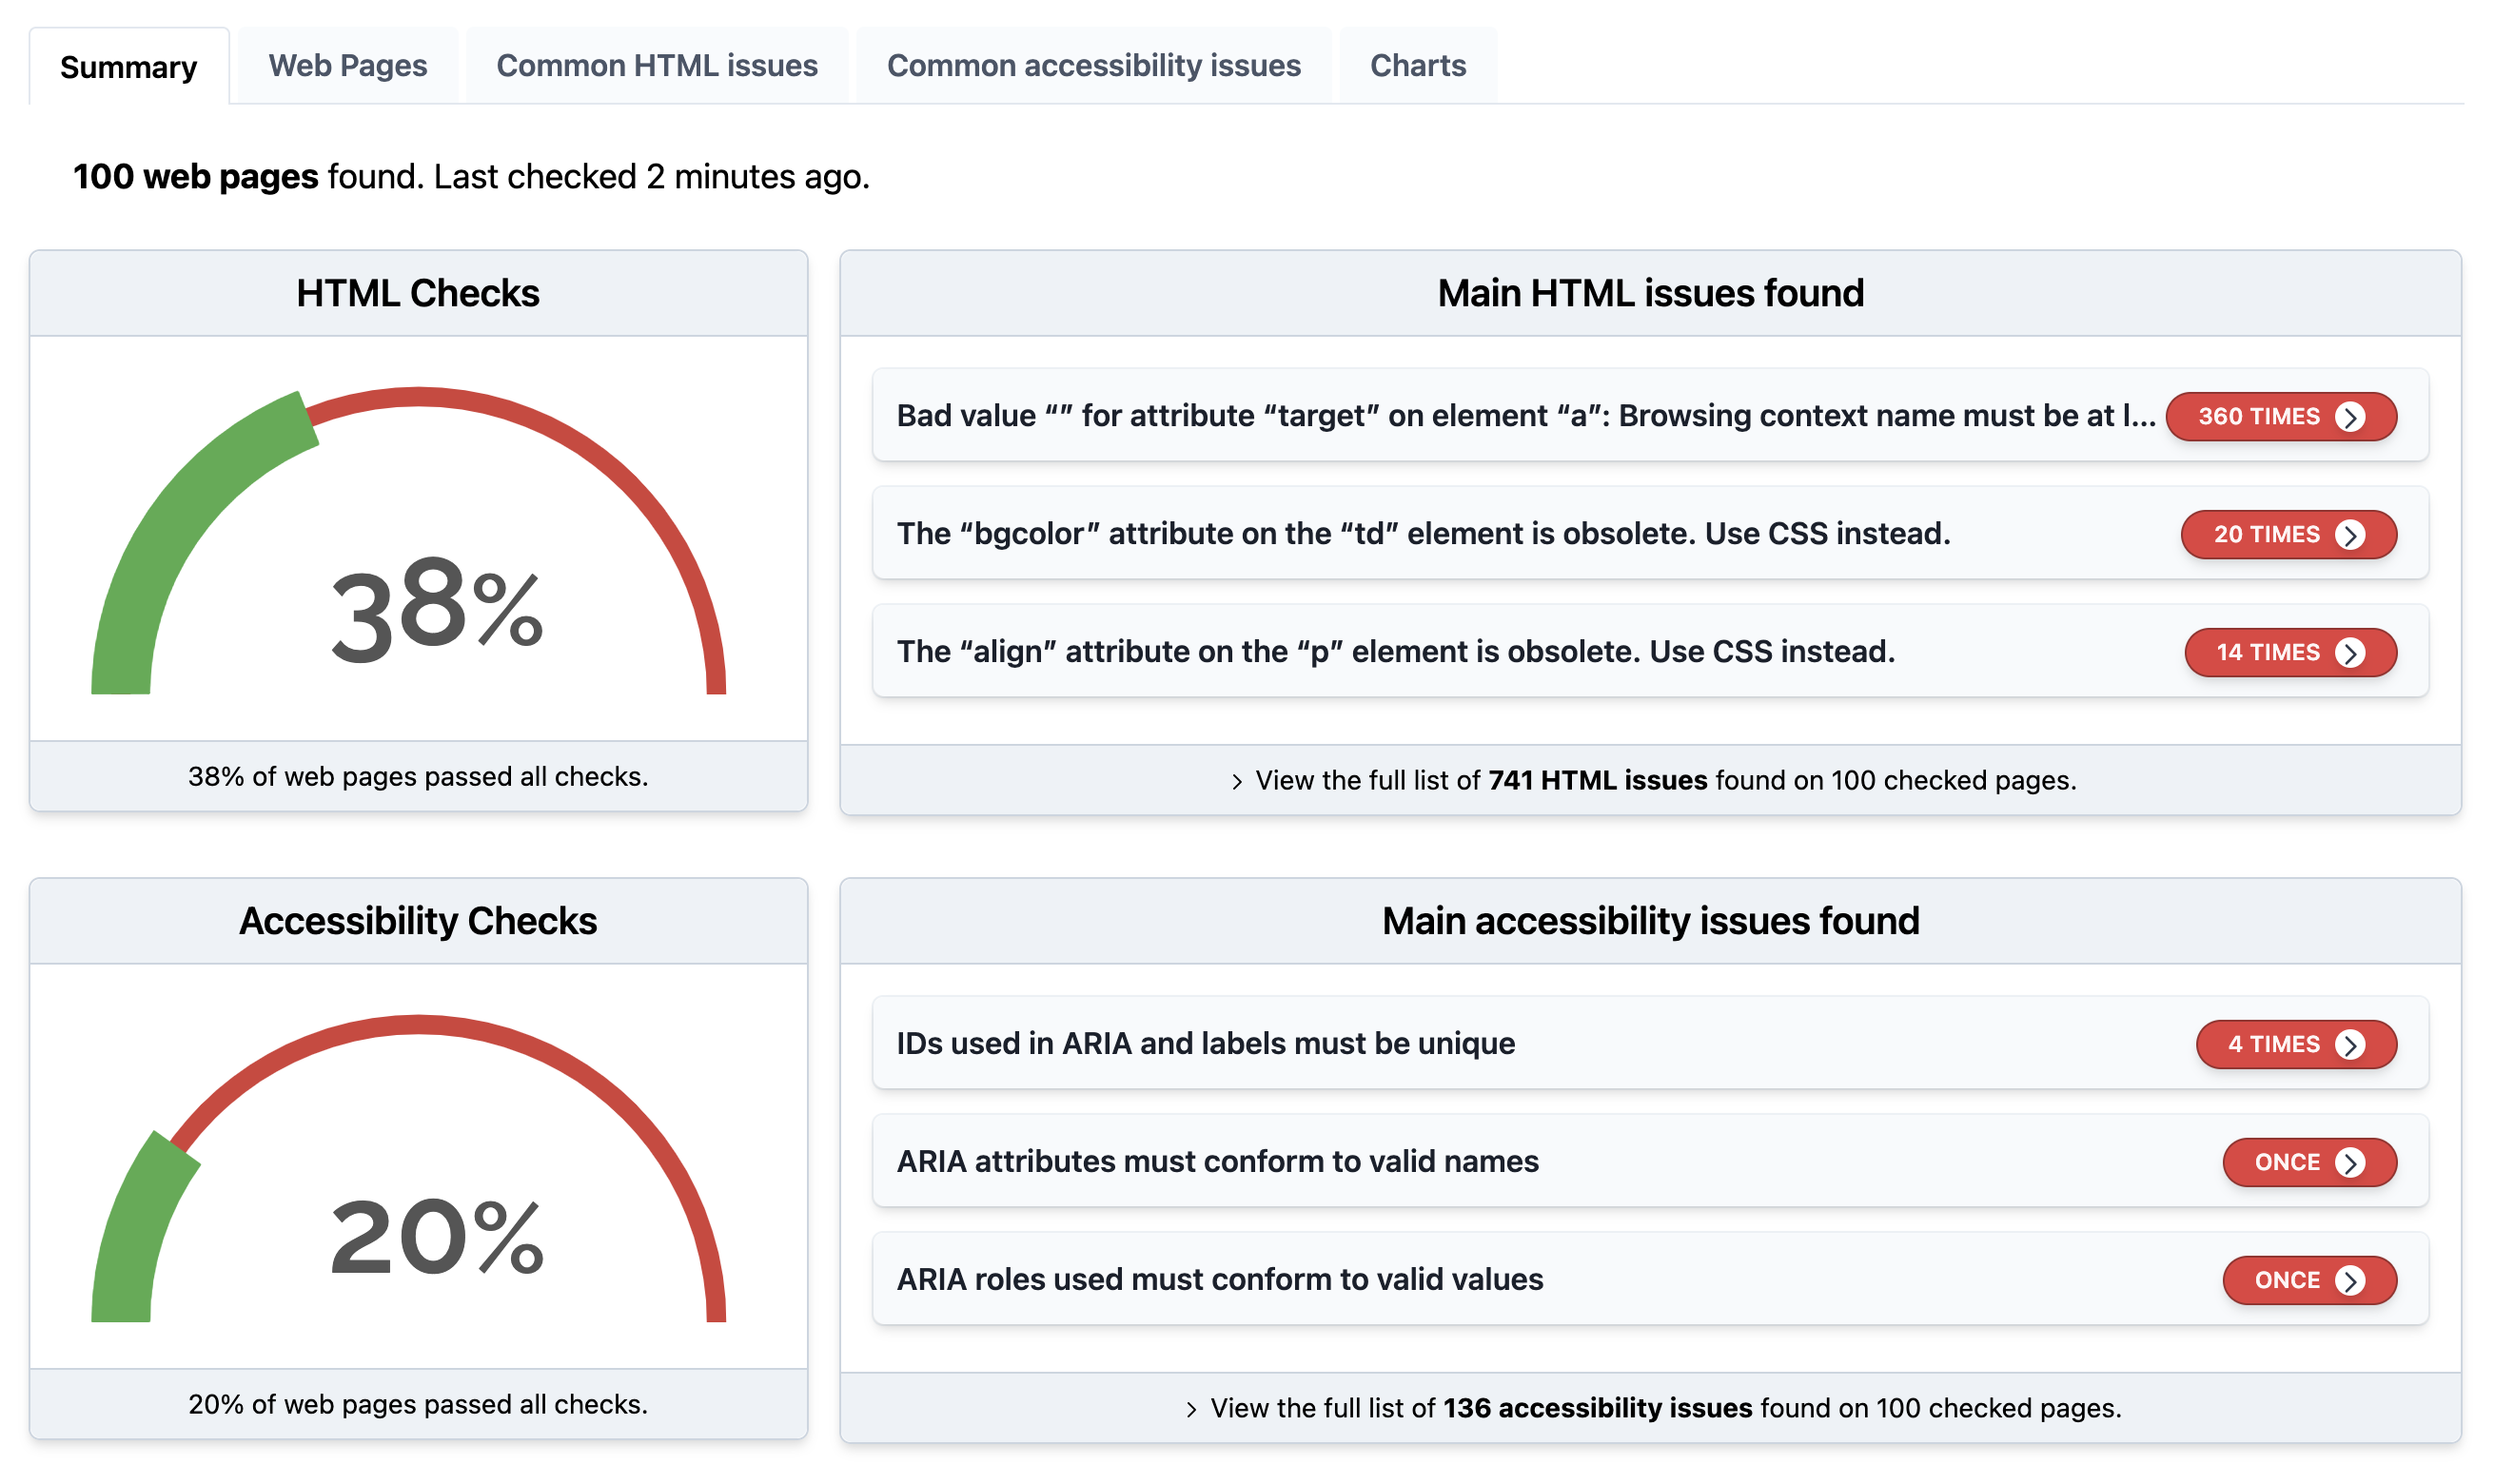 Summary
Web Pages
Common HTML issues
Common accessibility issues
Charts
100 web pages found. Last checked 2 minutes ago.
HTML Checks
38%
38% of web pages passed all checks.
Main HTML issues found
Bad value “” for attribute “target” on element “a”: Browsing context name must be at l...
360 TIMES
The “bgcolor” attribute on the “td” element is obsolete. Use CSS instead.
20 TIMES
The “align” attribute on the “p” element is obsolete. Use CSS instead.
14 TIMES
View the full list of 741 HTML issues found on 100 checked pages.
Accessibility Checks
20%
20% of web pages passed all checks.
Main accessibility issues found
IDs used in ARIA and labels must be unique
4 TIMES
ARIA attributes must conform to valid names
ONCE
ARIA roles used must conform to valid values
ONCE
View the full list of 136 accessibility issues found on 100 checked pages.